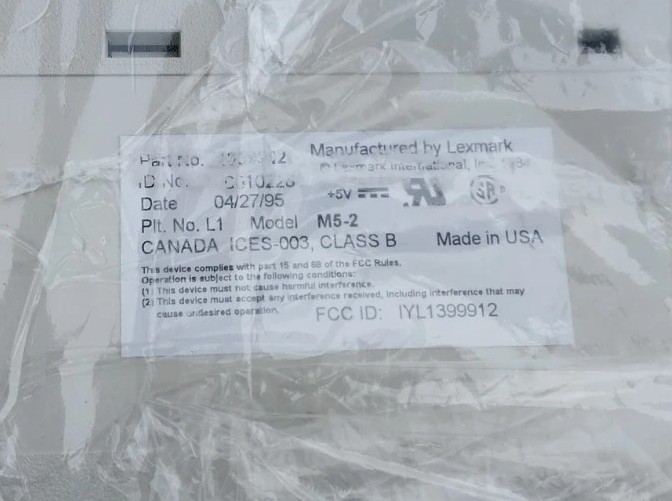 Part No.
Manufactured by Lexmark
© Lexmark International, Inc.
ID No.
Date 04/27/95
+5V
Plt. No. L1 Model M5-2
CANADA ICES-003, CLASS B Made in USA
This device complies with part 15 and 68 of the FCC Rules.
Operation is subject to the following conditions:
(1) This device must not cause harmful interference.
(2) This device must accept any interference received, including interference that may
cause undesired operation.
FCC ID: IYL1399912